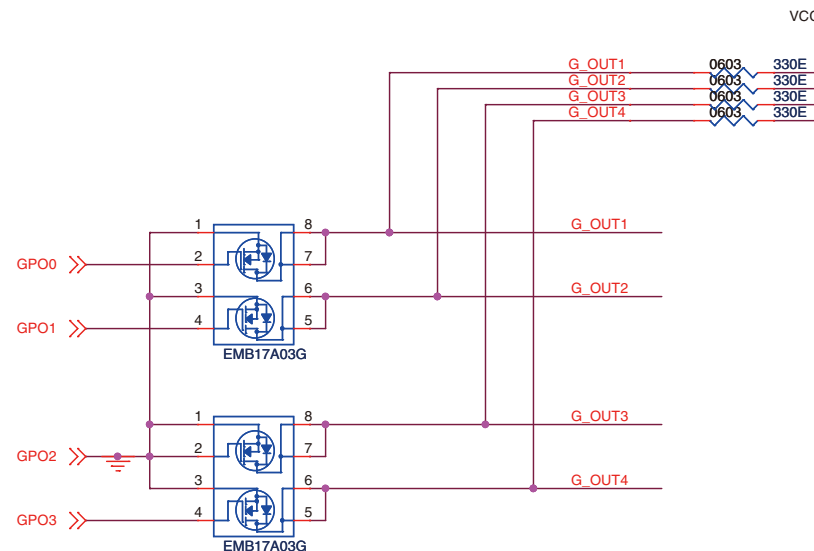 VCC
G_OUT1 0603 330E
G_OUT2 0603 330E
G_OUT3 0603 330E
G_OUT4 0603 330E
1 8 G_OUT1
GPO0 2 7
3 6 G_OUT2
GPO1 4 5
EMB17A03G
1 8 G_OUT3
GPO2 2 7
3 6 G_OUT4
GPO3 4 5
EMB17A03G